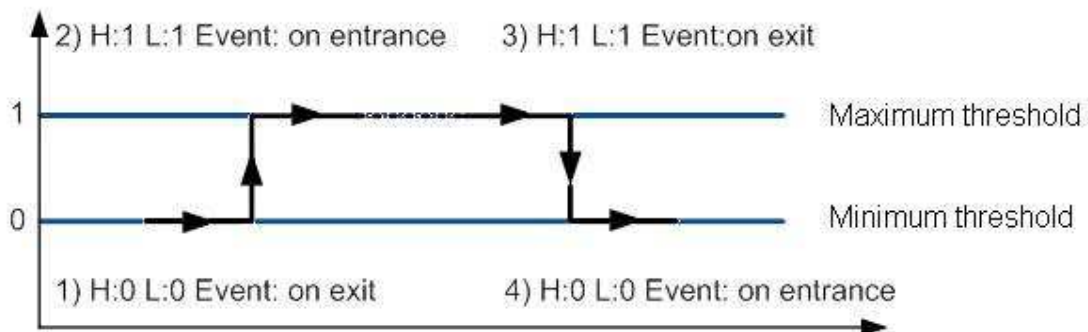 2) H:1 L:1 Event: on entrance
3) H:1 L:1 Event:on exit
1
Maximum threshold
0
Minimum threshold
1) H:0 L:0 Event: on exit
4) H:0 L:0 Event: on entrance